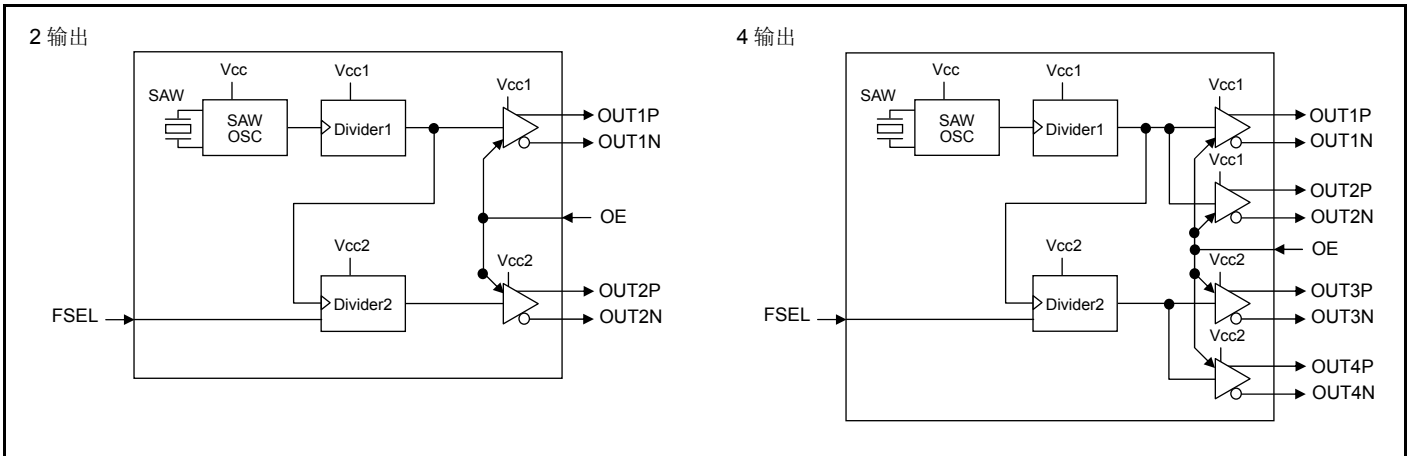 2 输出
Vcc
Vcc1
SAW
SAW
OSC
Divider1
Vcc1
OUT1P
OUT1N
OE
Vcc2
Vcc2
Divider2
OUT2P
OUT2N
FSEL
4 输出
Vcc
Vcc1
SAW
SAW
OSC
Divider1
Vcc1
OUT1P
OUT1N
Vcc1
OUT2P
OUT2N
OE
Vcc2
Vcc2
Divider2
OUT3P
OUT3N
FSEL
Vcc2
OUT4P
OUT4N